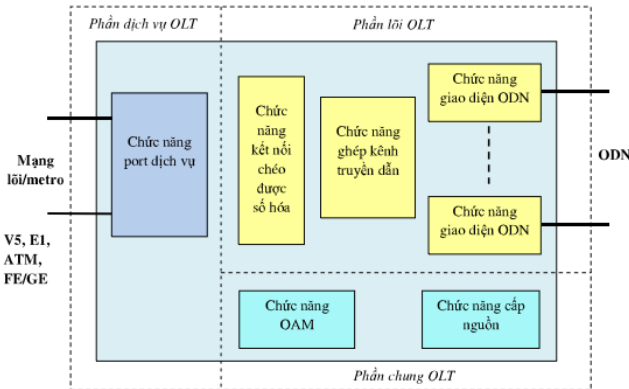 Phần dịch vụ OLT
Phần lõi OLT
Chức năng
port dịch vụ
Chức
năng
kết nối
chéo
được
số hóa
Chức năng
ghép kênh
truyền dẫn
Chức năng
giao diện ODN
Chức năng
giao diện ODN
Mạng
lõi/metro
V5, E1,
ATM,
FE/GE
ODN
Chức năng
OAM
Chức năng cấp
nguồn
Phần chung OLT